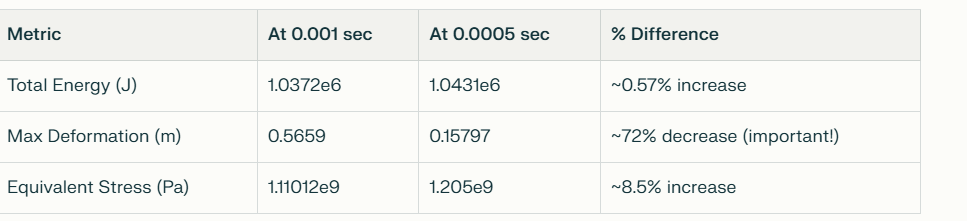 Metric At 0.001 sec At 0.0005 sec % Difference
Total Energy (J) 1.0372e6 1.0431e6 ~0.57% increase
Max Deformation (m) 0.5659 0.15797 ~72% decrease (important!)
Equivalent Stress (Pa) 1.11012e9 1.205e9 ~8.5% increase